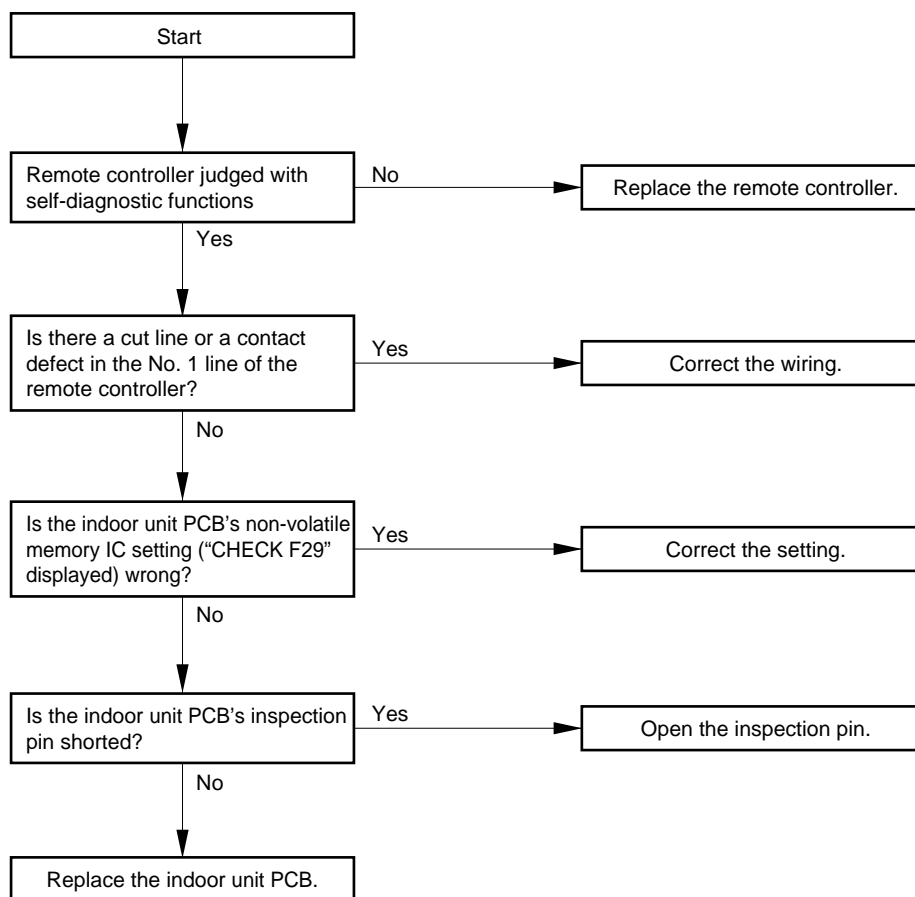 Start
Remote controller judged with
self-diagnostic functions
No
Replace the remote controller.
Yes
Is there a cut line or a contact
defect in the No. 1 line of the
remote controller?
Yes
Correct the wiring.
No
Is the indoor unit PCB's non-volatile
memory IC setting (“CHECK F29”
displayed) wrong?
Yes
Correct the setting.
No
Is the indoor unit PCB's inspection
pin shorted?
Yes
Open the inspection pin.
No
Replace the indoor unit PCB.